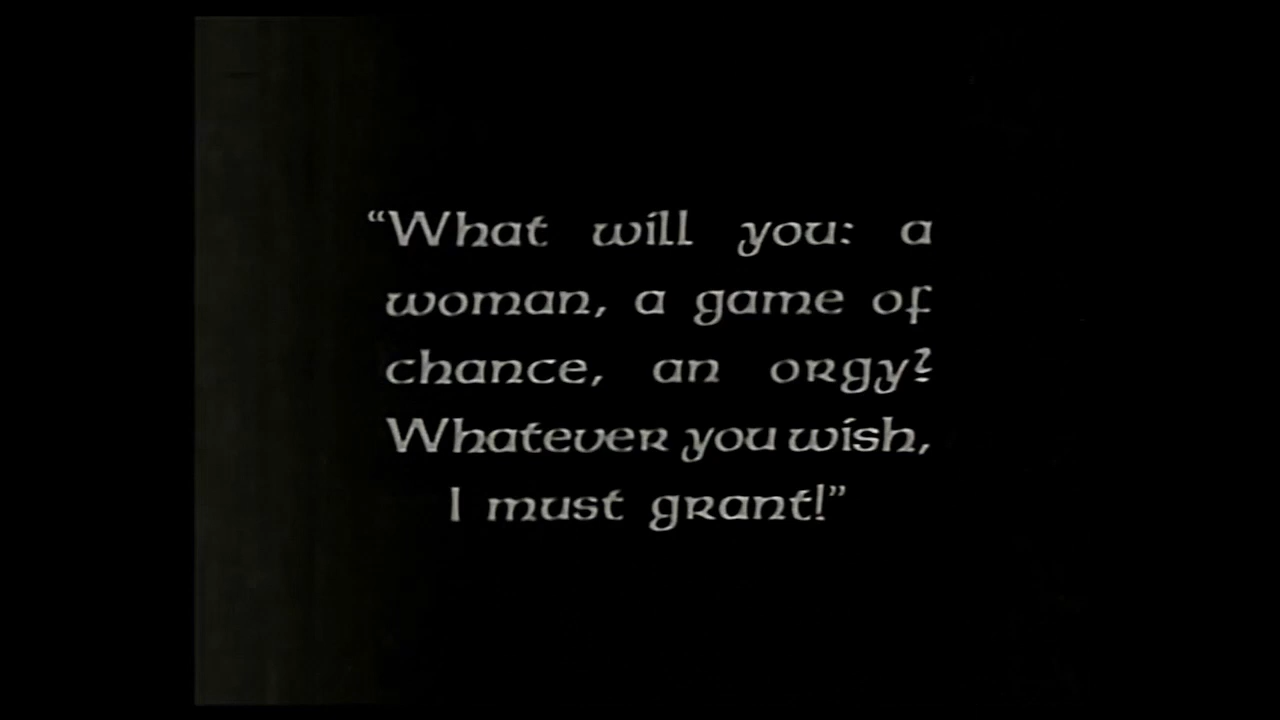 “What will you: a
woman, a game of
chance, an orgy?
Whatever you wish,
I must grant!”